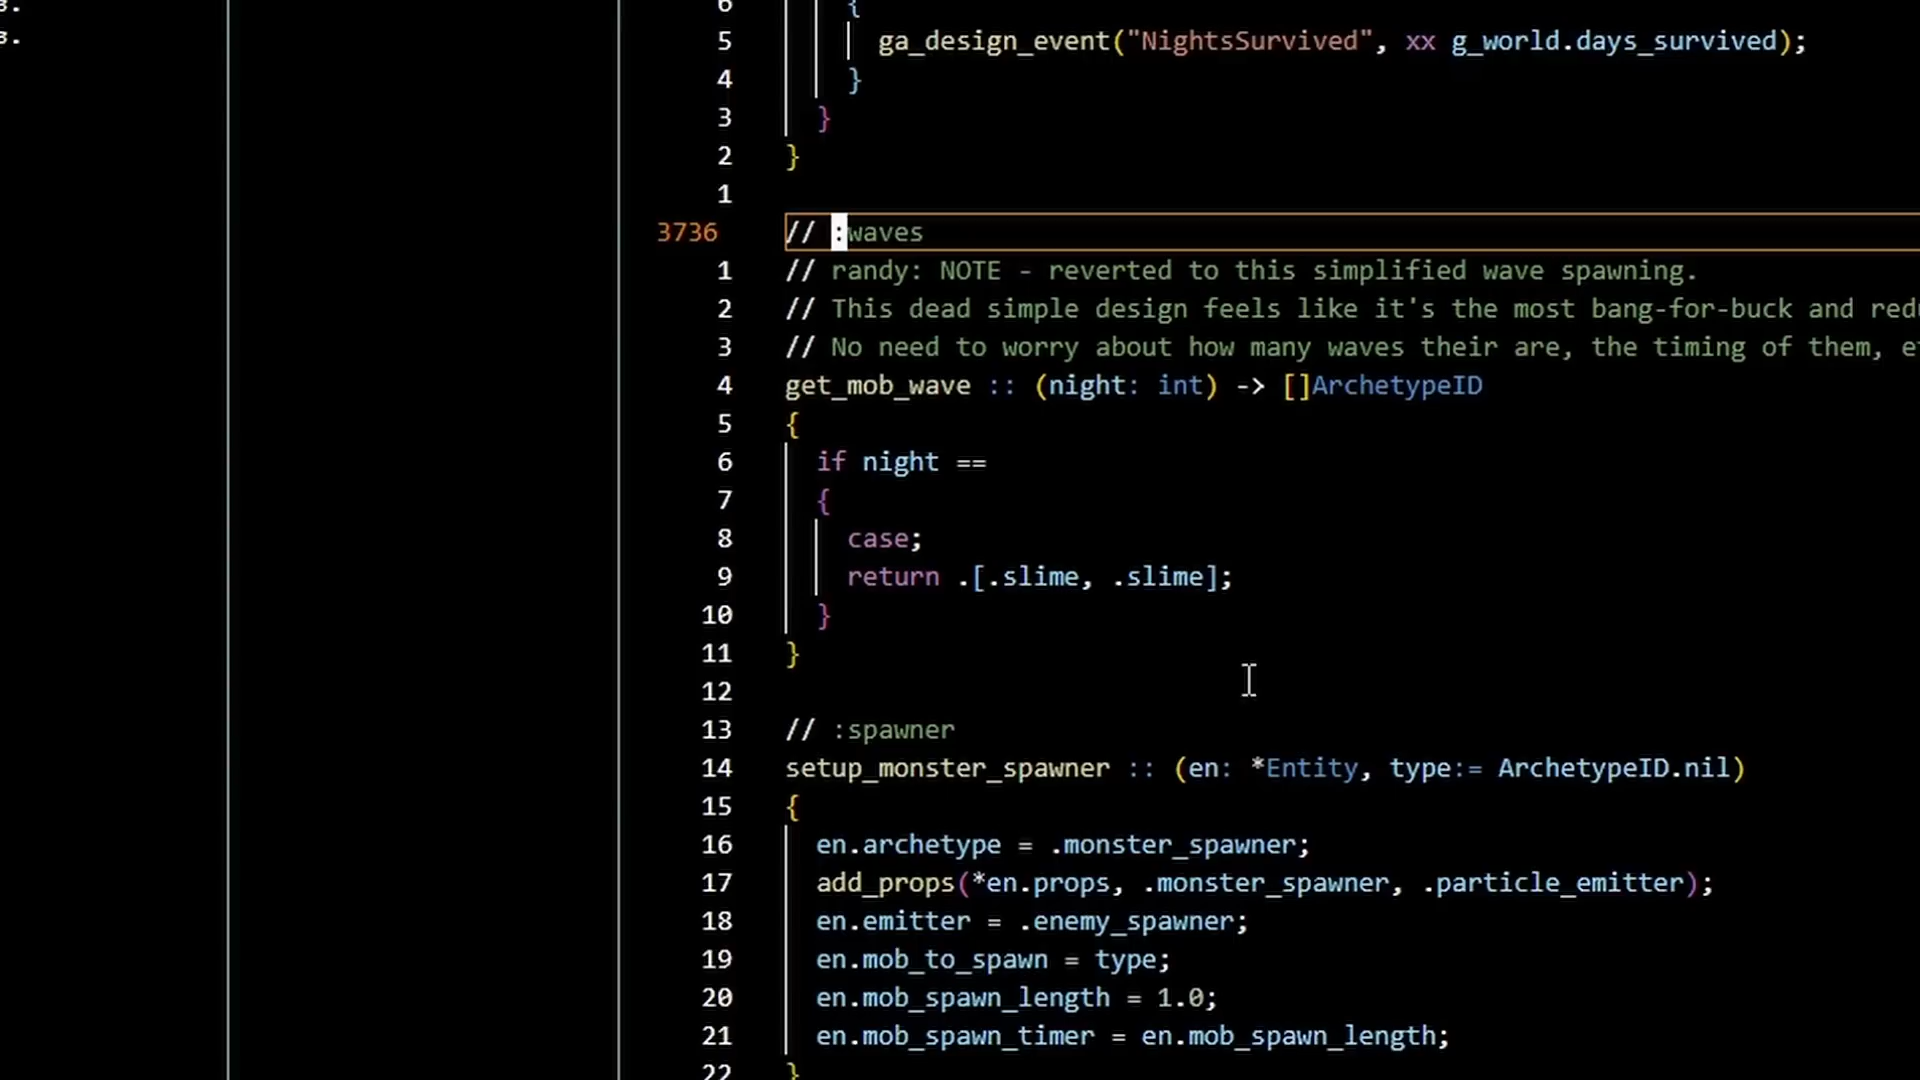 s.
s.
6 {
5 ga_design_event("NightsSurvived", xx g_world.days_survived);
4 }
3 }
2 }
1
3736 // :waves
1 // randy: NOTE - reverted to this simplified wave spawning.
2 // This dead simple design feels like it's the most bang-for-buck and
3 // No need to worry about how many waves their are, the timing of them,
4 get_mob_wave :: (night: int) -> []ArchetypeID
5 {
6 if night ==
7 {
8 case;
9 return .[.slime, .slime];
10 }
11 }
12
13 // :spawner
14 setup_monster_spawner :: (en: *Entity, type:= ArchetypeID.nil)
15 {
16 en.archetype = .monster_spawner;
17 add_props(*en.props, .monster_spawner, .particle_emitter);
18 en.emitter = .enemy_spawner;
19 en.mob_to_spawn = type;
20 en.mob_spawn_length = 1.0;
21 en.mob_spawn_timer = en.mob_spawn_length;
22 }